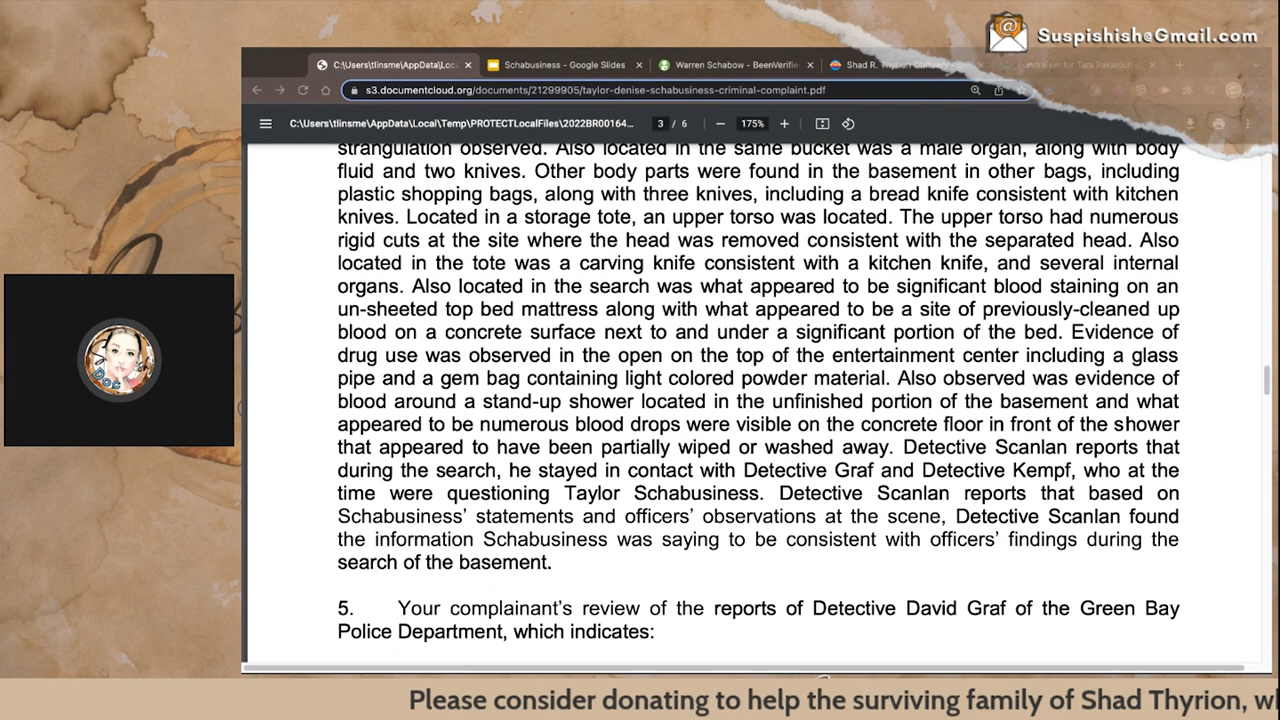 Suspishish@Gmail.com
C:\Users\tlinsme\AppData\Loca
Schabusiness - Google Slides
Warren Schabow - BeenVerifie
Shad R. Thyrion Obituary
Fundraiser for Tara Pakanich
s3.documentcloud.org/documents/21299905/taylor-denise-schabusiness-criminal-complaint.pdf
C:\Users\tlinsme\AppData\Local\Temp\PROTECTLocalFiles\2022BR00164...
3 / 6
175%
strangulation observed. Also located in the same bucket was a male organ, along with body
fluid and two knives. Other body parts were found in the basement in other bags, including
plastic shopping bags, along with three knives, including a bread knife consistent with kitchen
knives. Located in a storage tote, an upper torso was located. The upper torso had numerous
rigid cuts at the site where the head was removed consistent with the separated head. Also
located in the tote was a carving knife consistent with a kitchen knife, and several internal
organs. Also located in the search was what appeared to be significant blood staining on an
un-sheeted top bed mattress along with what appeared to be a site of previously-cleaned up
blood on a concrete surface next to and under a significant portion of the bed. Evidence of
drug use was observed in the open on the top of the entertainment center including a glass
pipe and a gem bag containing light colored powder material. Also observed was evidence of
blood around a stand-up shower located in the unfinished portion of the basement and what
appeared to be numerous blood drops were visible on the concrete floor in front of the shower
that appeared to have been partially wiped or washed away. Detective Scanlan reports that
during the search, he stayed in contact with Detective Graf and Detective Kempf, who at the
time were questioning Taylor Schabusiness. Detective Scanlan reports that based on
Schabusiness' statements and officers' observations at the scene, Detective Scanlan found
the information Schabusiness was saying to be consistent with officers' findings during the
search of the basement.
5. Your complainant's review of the reports of Detective David Graf of the Green Bay
Police Department, which indicates:
Please consider donating to help the surviving family of Shad Thyrion, w